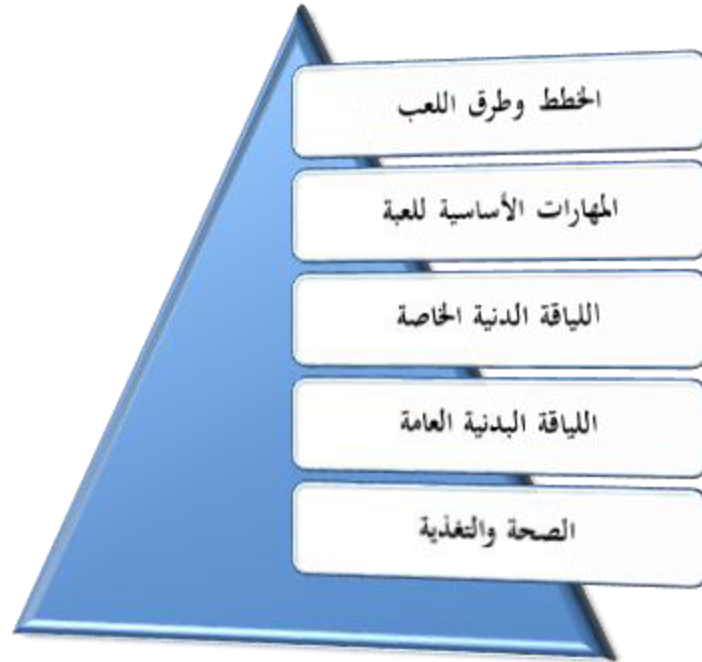 الخطط وطرق اللعب
المهارات الأساسية للعبة
اللياقة الدنية الخاصة
اللياقة البدنية العامة
الصحة والتغذية